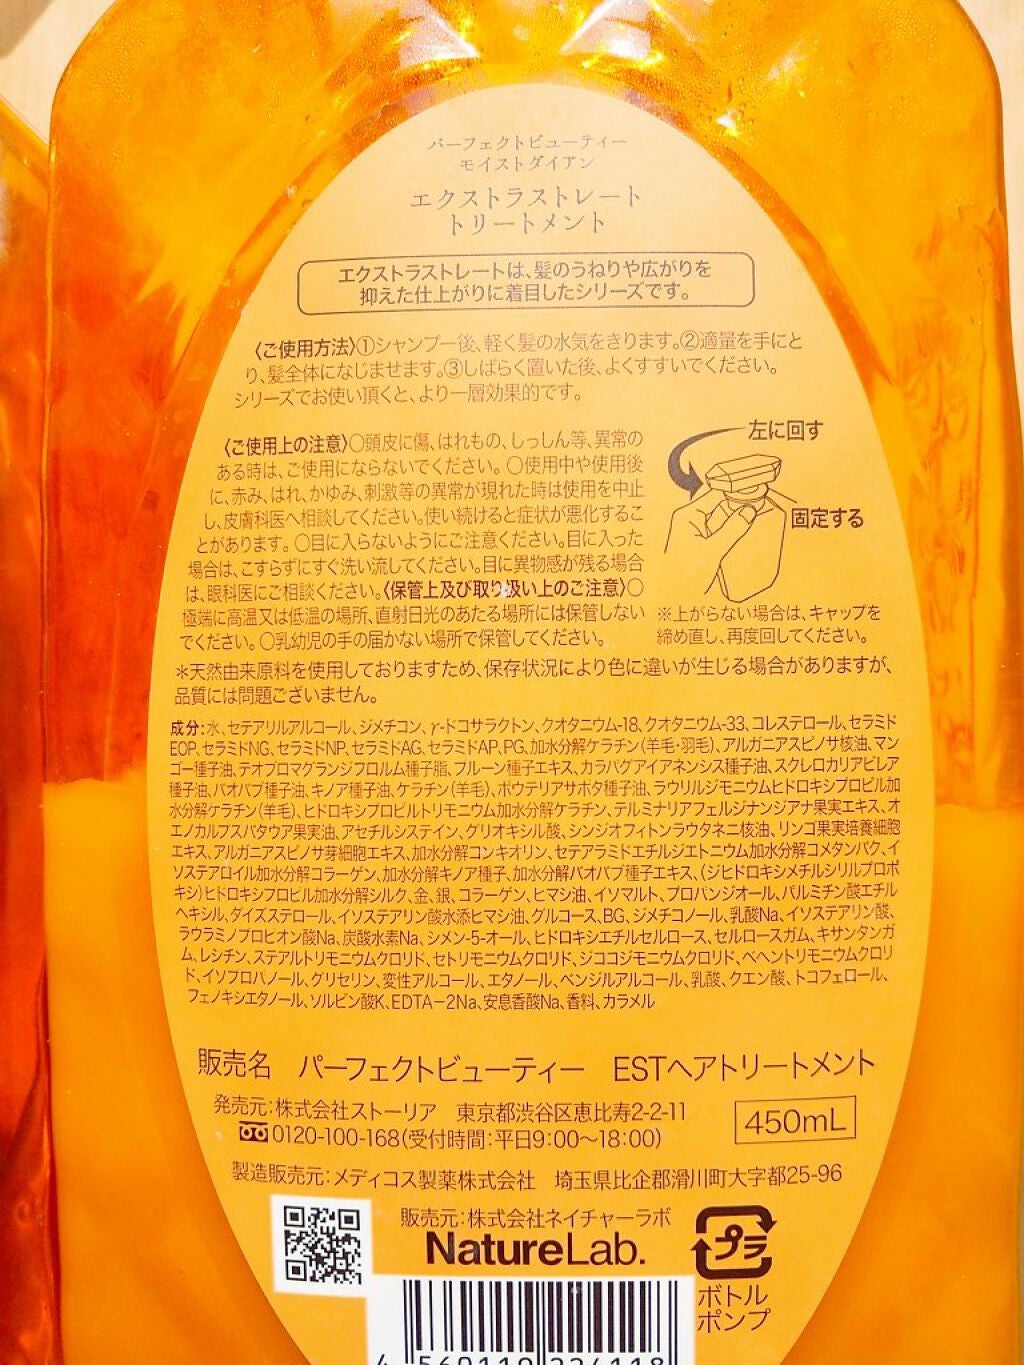 パーフェクトビューティー
モイストダイアン
エクストラストレート
トリートメント
エクストラストレートは、髪のうねりや広がりを
抑えた仕上がりに着目したシリーズです。
〈ご使用方法〉①シャンプー後、軽く髪の水気をきります。②適量を手にと
り、髪全体になじませます。③しばらく置いた後、よくすすいでください。
シリーズでお使い頂くと、より一層効果的です。
〈ご使用上の注意〉○頭皮に傷、はれもの、しっしん等、異常の
ある時は、ご使用にならないでください。○使用中や使用後
に、赤み、はれ、かゆみ、刺激等の異常が現れた時は使用を中止
し、皮膚科医へ相談してください。使い続けると症状が悪化するこ
とがあります。○目に入らないようにご注意ください。目に入った
場合は、こすらずにすぐ洗い流してください。目に異物感が残る場合
は、眼科医にご相談ください。〈保管上及び取り扱い上のご注意〉○
極端に高温又は低温の場所、直射日光のあたる場所には保管しない
でください。○乳幼児の手の届かない場所で保管してください。
左に回す
固定する
※上がらない場合は、キャップを
締め直し、再度回してください。
＊天然由来原料を使用しておりますため、保存状況により色に違いが生じる場合がありますが、
品質には問題ございません。
成分:水、セテアリルアルコール、ジメチコン、γ-ドコサラクトン、クオタニウム-18、クオタニウム-33、コレステロール、セラミド
EOP、セラミドNG、セラミドNP、セラミドAG、セラミドAP、PG、加水分解ケラチン(羊毛・羽毛)、アルガニアスピノサ核油、マン
ゴー種子油、テオブロマグランジフロルム種子脂、プルーン種子エキス、カラパグアイアネンシス種子油、スクレロカリアビレア
種子油、バオバブ種子油、キノア種子油、ケラチン(羊毛)、ポウテリアサポタ種子油、ラウリルジモニウムヒドロキシプロピル加
水分解ケラチン(羊毛)、ヒドロキシプロピルトリモニウム加水分解ケラチン、テルミナリアフェルジナンジアナ果実エキス、オ
エノカルプスバタウア果実油、アセチルシステイン、グリオキシル酸、シンジオフィトンラウタネニ核油、リンゴ果実培養細胞
エキス、アルガニアスピノサ芽細胞エキス、加水分解コンキオリン、セテアラミドエチルジエトニウム加水分解コメタンパク、イ
ソステアロイル加水分解コラーゲン、加水分解キノア種子、加水分解バオバブ種子エキス、(ジヒドロキシメチルシリルプロポ
キシ)ヒドロキシプロピル加水分解シルク、金、銀、コラーゲン、ヒマシ油、イソマルト、プロパンジオール、パルミチン酸エチル
ヘキシル、ダイズステロール、イソステアリン酸水添ヒマシ油、グルコース、BG、ジメチコノール、乳酸Na、イソステアリン酸、
ラウラミノプロピオン酸Na、炭酸水素Na、シメン-5-オール、ヒドロキシエチルセルロース、セルロースガム、キサンタンガ
ム、レシチン、ステアルトリモニウムクロリド、セトリモニウムクロリド、ジココジモニウムクロリド、ベヘントリモニウムクロリ
ド、イソプロパノール、グリセリン、変性アルコール、エタノール、ベンジルアルコール、乳酸、クエン酸、トコフェロール、
フェノキシエタノール、ソルビン酸K、EDTA-2Na、安息香酸Na、香料、カラメル
販売名 パーフェクトビューティー ESTヘアトリートメント
発売元:株式会社ストーリア 東京都渋谷区恵比寿2-2-11
0120-100-168(受付時間:平日9:00〜18:00)
450mL
製造販売元:メディコス製薬株式会社 埼玉県比企郡滑川町大字都25-96
販売元:株式会社ネイチャーラボ
NatureLab.
プラ
ボトル
ポンプ
4 560119 224118